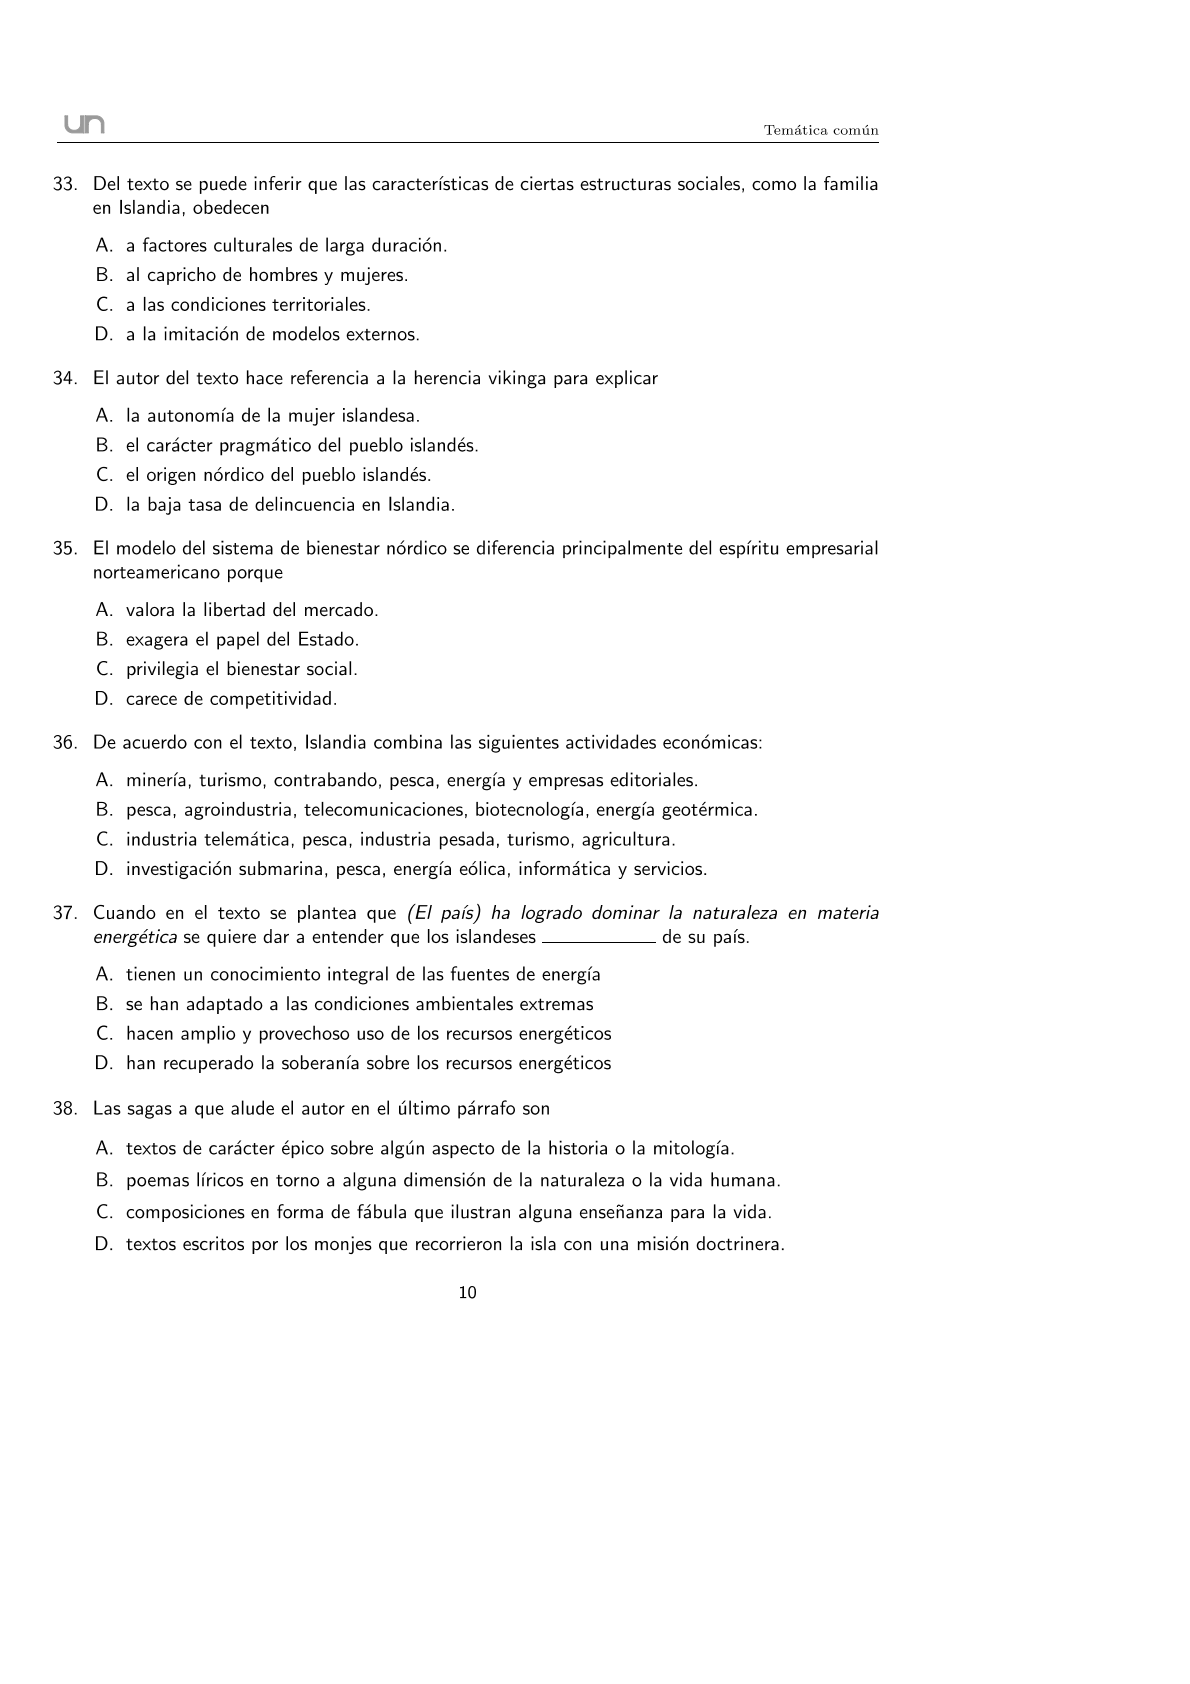 un
Temática común
33. Del texto se puede inferir que las características de ciertas estructuras sociales, como la familia
en Islandia, obedecen
A. a factores culturales de larga duración.
B. al capricho de hombres y mujeres.
C. a las condiciones territoriales.
D. a la imitación de modelos externos.
34. El autor del texto hace referencia a la herencia vikinga para explicar
A. la autonomía de la mujer islandesa.
B. el carácter pragmático del pueblo islandés.
C. el origen nórdico del pueblo islandés.
D. la baja tasa de delincuencia en Islandia.
35. El modelo del sistema de bienestar nórdico se diferencia principalmente del espíritu empresarial
norteamericano porque
A. valora la libertad del mercado.
B. exagera el papel del Estado.
C. privilegia el bienestar social.
D. carece de competitividad.
36. De acuerdo con el texto, Islandia combina las siguientes actividades económicas:
A. minería, turismo, contrabando, pesca, energía y empresas editoriales.
B. pesca, agroindustria, telecomunicaciones, biotecnología, energía geotérmica.
C. industria telemática, pesca, industria pesada, turismo, agricultura.
D. investigación submarina, pesca, energía eólica, informática y servicios.
37. Cuando en el texto se plantea que (El país) ha logrado dominar la naturaleza en materia
energética se quiere dar a entender que los islandeses ___________ de su país.
A. tienen un conocimiento integral de las fuentes de energía
B. se han adaptado a las condiciones ambientales extremas
C. hacen amplio y provechoso uso de los recursos energéticos
D. han recuperado la soberanía sobre los recursos energéticos
38. Las sagas a que alude el autor en el último párrafo son
A. textos de carácter épico sobre algún aspecto de la historia o la mitología.
B. poemas líricos en torno a alguna dimensión de la naturaleza o la vida humana.
C. composiciones en forma de fábula que ilustran alguna enseñanza para la vida.
D. textos escritos por los monjes que recorrieron la isla con una misión doctrinera.
10